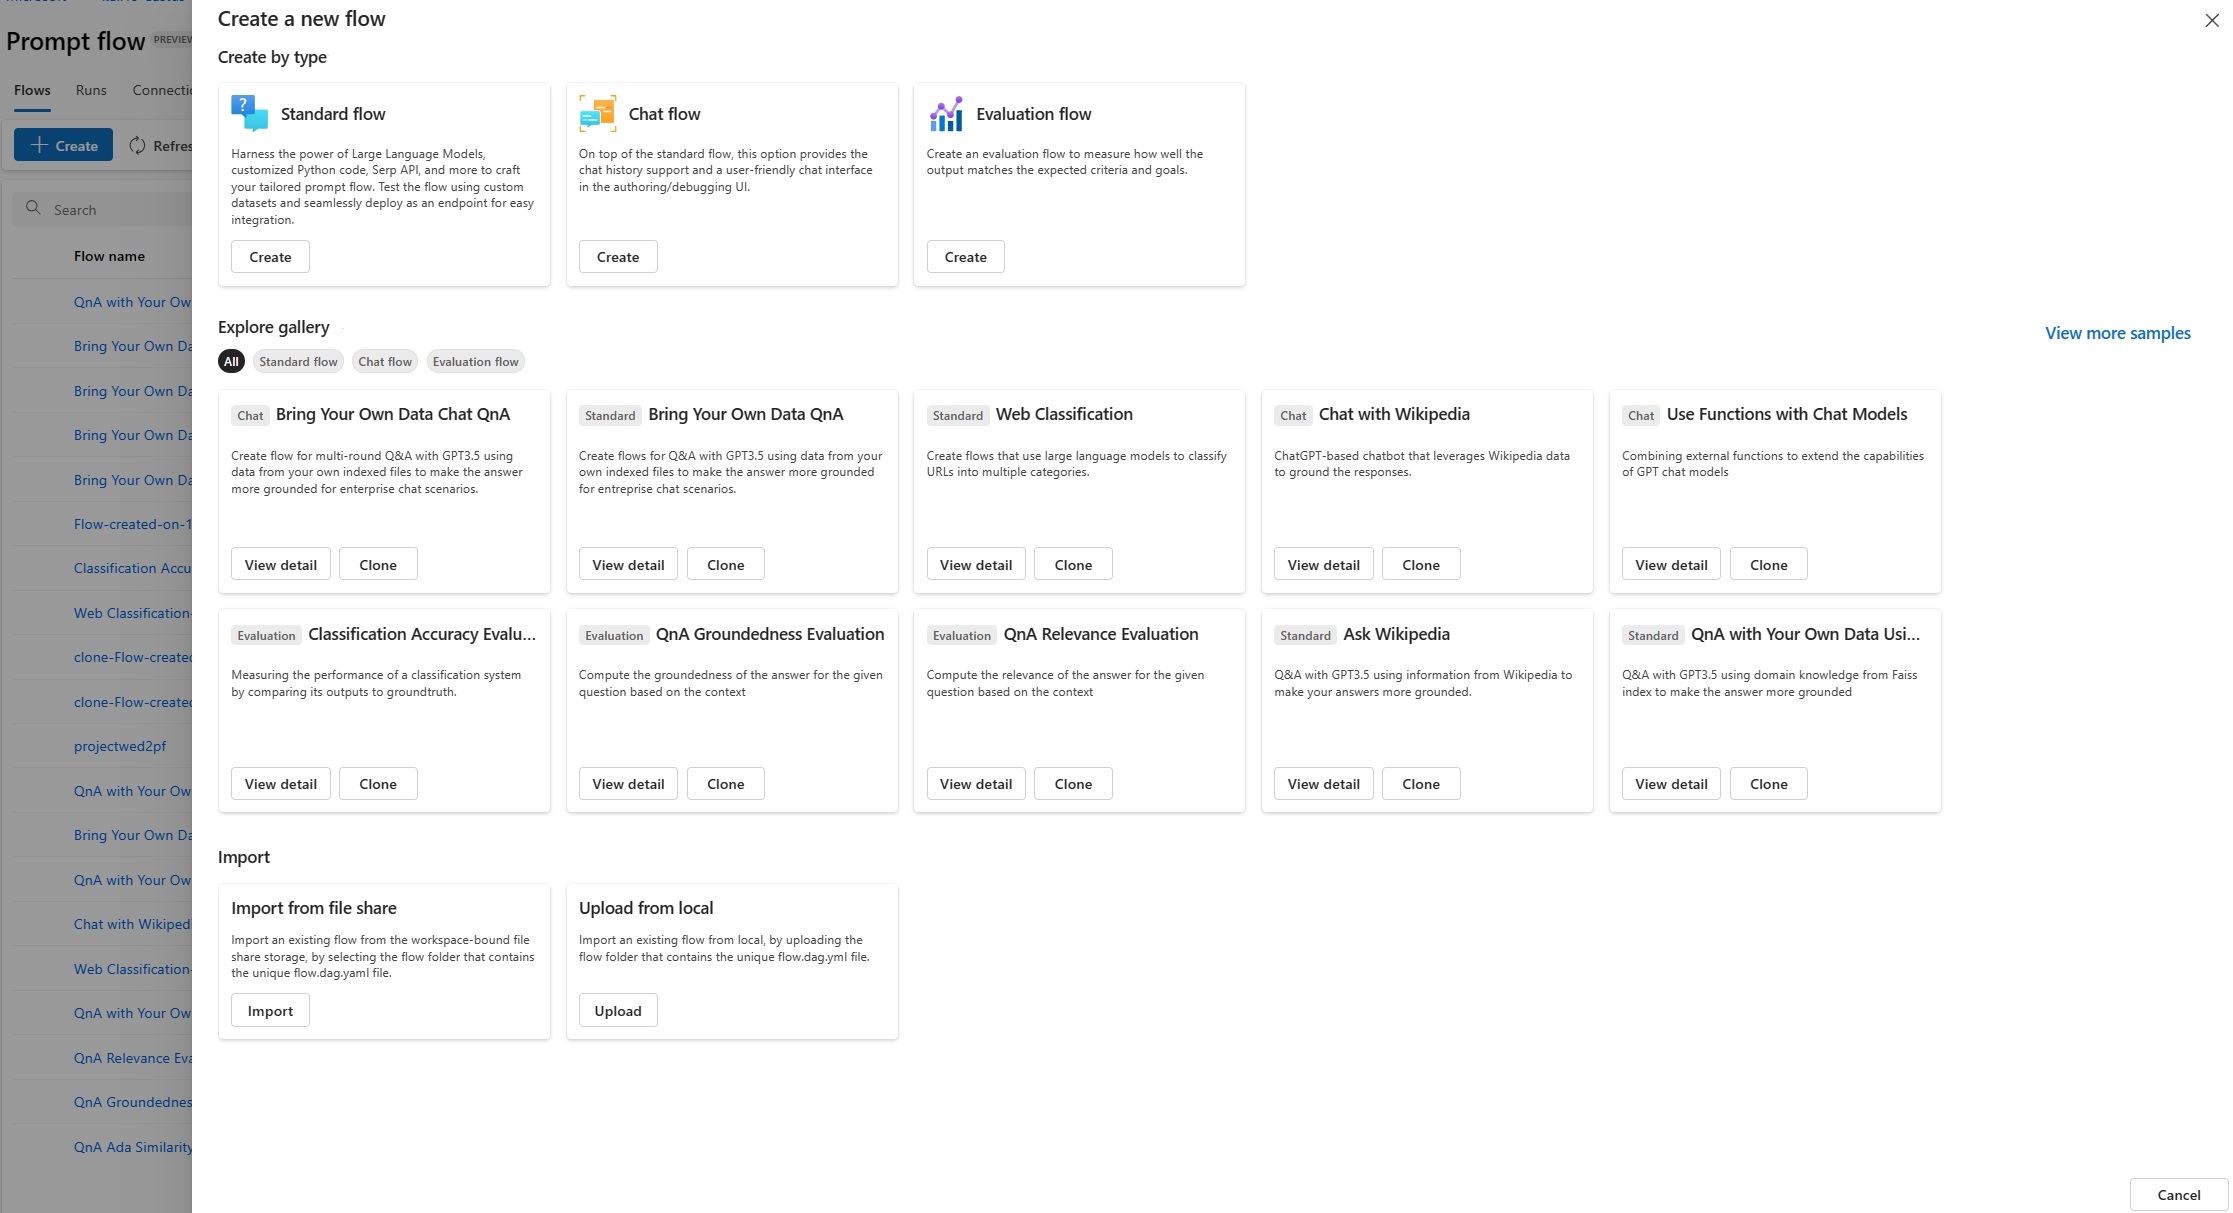 Prompt flow PREVIEW
Flows Runs
Create
Search
Flow name
QnA with Your Ow
Bring Your Own Da
Bring Your Own Da
Bring Your Own Da
Bring Your Own Da
Flow-created-on-1
Classification Accu
Web Classification-
clone-Flow-created
clone-Flow-created
projectwed2pf
QnA with Your Ow
Bring Your Own Da
QnA with Your Ow
Chat with Wikipedi
Web Classification-
QnA with Your Ow
QnA Relevance Eva
QnA Groundednes
QnA Ada Similarity
Create a new flow
Create by type
Standard flow
Harness the power of Large Language Models,
customized Python code, Serp API, and more to craft
your tailored prompt flow. Test the flow using custom
datasets and seamlessly deploy as an endpoint for easy
integration.
Create
Chat flow
On top of the standard flow, this option provides the
chat history support and a user-friendly chat interface
in the authoring/debugging UI.
Create
Evaluation flow
Create an evaluation flow to measure how well the
output matches the expected criteria and goals.
Create
Explore gallery
View more samples
All Standard flow Chat flow Evaluation flow
Chat Bring Your Own Data Chat QnA
Create flow for multi-round Q&A with GPT3.5 using
data from your own indexed files to make the answer
more grounded for enterprise chat scenarios.
View detail Clone
Standard Bring Your Own Data QnA
Create flows for Q&A with GPT3.5 using data from your
own indexed files to make the answer more grounded
for entreprise chat scenarios.
View detail Clone
Standard Web Classification
Create flows that use large language models to classify
URLs into multiple categories.
View detail Clone
Chat Chat with Wikipedia
ChatGPT-based chatbot that leverages Wikipedia data
to ground the responses.
View detail Clone
Chat Use Functions with Chat Models
Combining external functions to extend the capabilities
of GPT chat models
View detail Clone
Evaluation Classification Accuracy Evalu...
Measuring the performance of a classification system
by comparing its outputs to groundtruth.
View detail Clone
Evaluation QnA Groundedness Evaluation
Compute the groundedness of the answer for the given
question based on the context
View detail Clone
Evaluation QnA Relevance Evaluation
Compute the relevance of the answer for the given
question based on the context
View detail Clone
Standard Ask Wikipedia
Q&A with GPT3.5 using information from Wikipedia to
make your answers more grounded.
View detail Clone
Standard QnA with Your Own Data Usi...
Q&A with GPT3.5 using domain knowledge from Faiss
index to make the answer more grounded
View detail Clone
Import
Import from file share
Import an existing flow from the workspace-bound file
share storage, by selecting the flow folder that contains
the unique flow.dag.yaml file.
Import
Upload from local
Import an existing flow from local, by uploading the
flow folder that contains the unique flow.dag.yml file.
Upload
Cancel